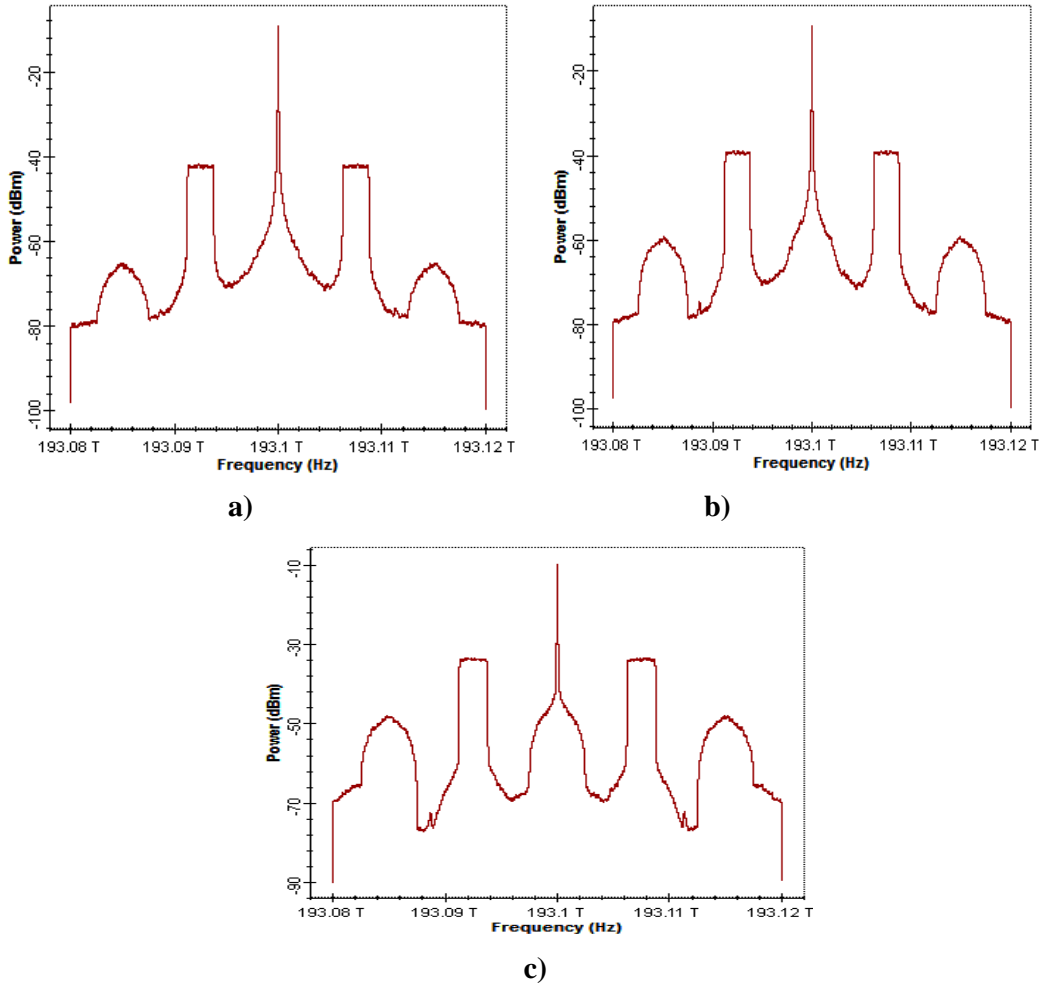 Power (dBm)
-20
-40
-60
-80
-100
193.08 T 193.09 T 193.1 T 193.11 T 193.12 T
Frequency (Hz)
a)
Power (dBm)
-20
-40
-60
-80
-100
193.08 T 193.09 T 193.1 T 193.11 T 193.12 T
Frequency (Hz)
b)
Power (dBm)
-10
-30
-50
-70
-90
193.08 T 193.09 T 193.1 T 193.11 T 193.12 T
Frequency (Hz)
c)